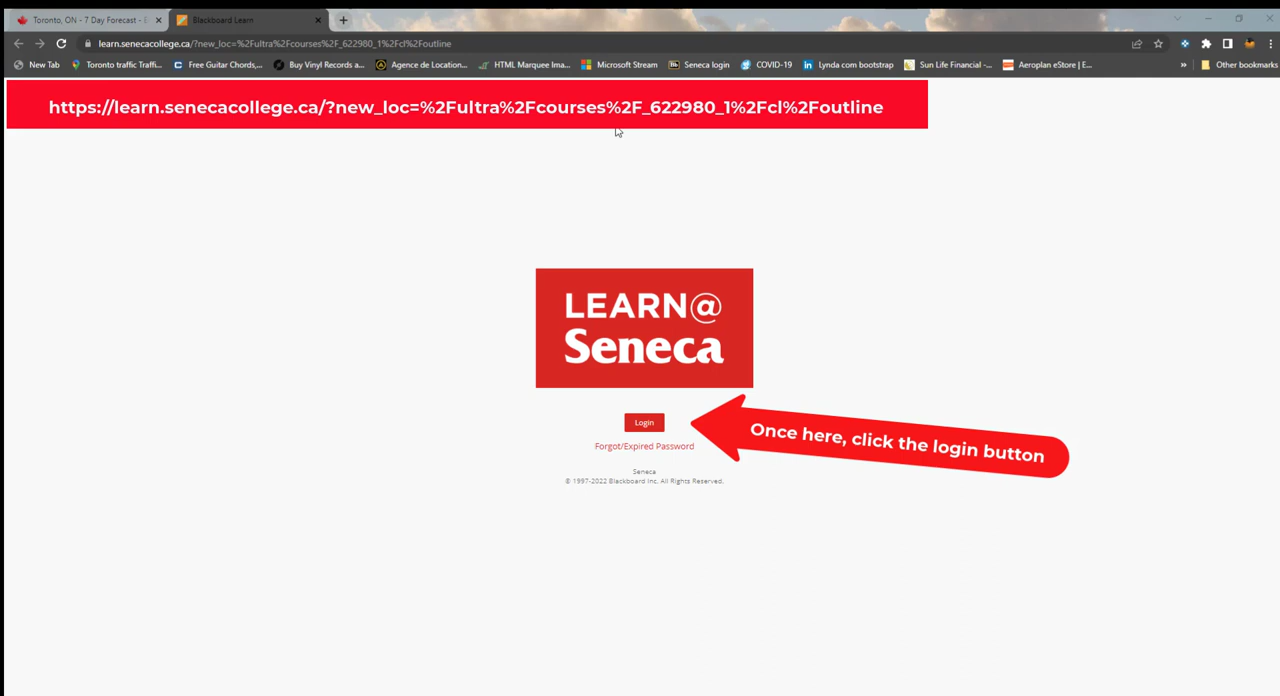 Toronto, ON - 7 Day Forecast - E
Blackboard Learn
learn.senecacollege.ca/?new_loc=%2Fultra%2Fcourses%2F_622980_1%2Fcl%2Foutline
New Tab
Toronto traffic Traffi...
Free Guitar Chords,...
Buy Vinyl Records a...
Agence de Location...
HTML Marquee Ima...
Microsoft Stream
Bb Seneca login
COVID-19
in Lynda com bootstrap
Sun Life Financial -...
Aeroplan eStore | E...
» Other bookmarks
https://learn.senecacollege.ca/?new_loc=%2Fultra%2Fcourses%2F_622980_1%2Fcl%2Foutline
LEARN@
Seneca
Login
Once here, click the login button
Forgot/Expired Password
Seneca
© 1997-2022 Blackboard Inc. All Rights Reserved.